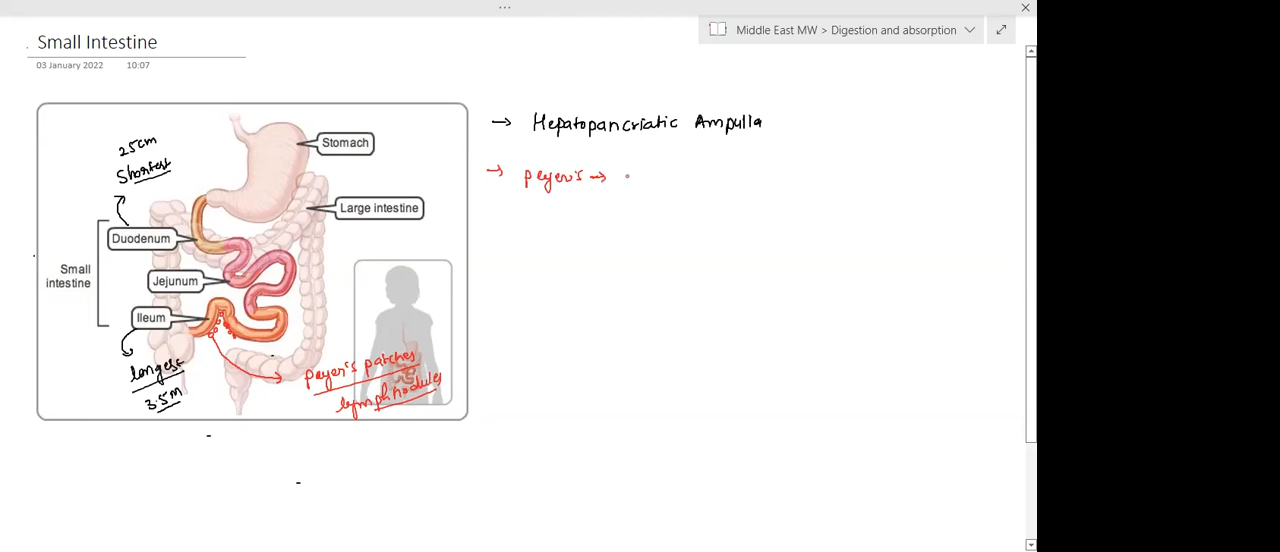 Small Intestine
Middle East MW > Digestion and absorption
03 January 2022 10:07
→ Hepatopancriatic Ampulla
→ Peyer's →
25cm
Shortest
Stomach
Large intestine
Duodenum
Small
intestine
Jejunum
Ileum
longest
3.5M
Peyer's patches
lymph nodules